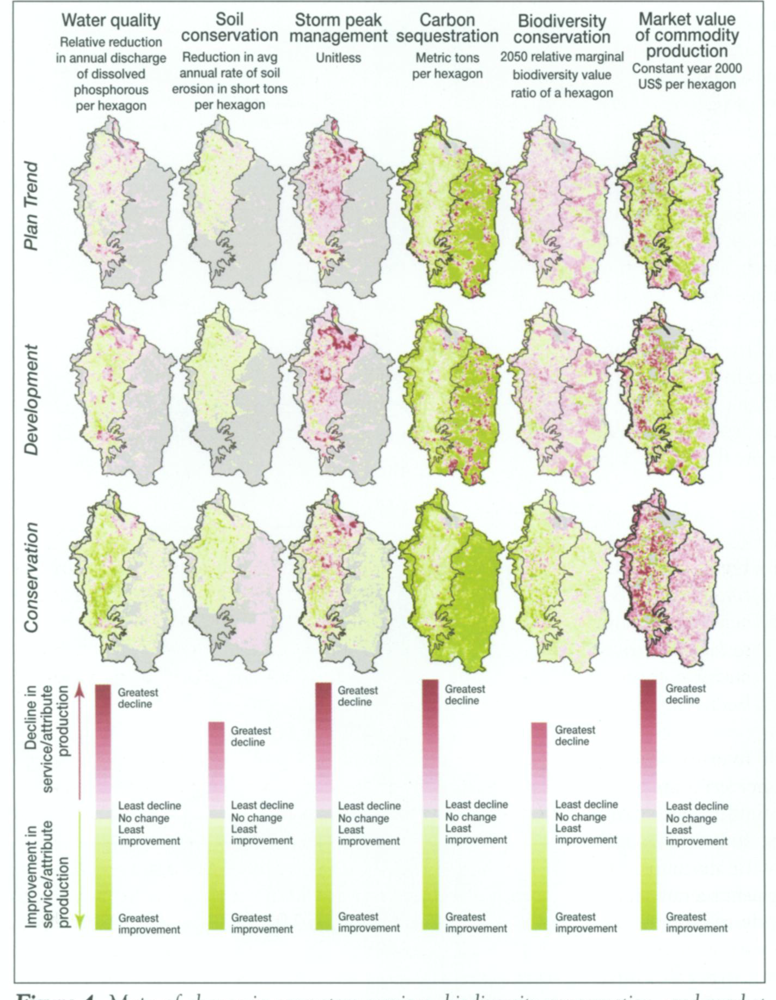 Water quality
Relative reduction
in annual discharge
of dissolved
phosphorous
per hexagon
Soil
conservation
Reduction in avg
annual rate of soil
erosion in short tons
per hexagon
Storm peak
management
Unitless
Carbon
sequestration
Metric tons
per hexagon
Biodiversity
conservation
2050 relative marginal
biodiversity value
ratio of a hexagon
Market value
of commodity
production
Constant year 2000
US$ per hexagon
Plan Trend
Development
Conservation
Decline in
service/attribute
production
Improvement in
service/attribute
production
Greatest
decline
Least decline
No change
Least
improvement
Greatest
improvement
Greatest
decline
Least decline
No change
Least
improvement
Greatest
improvement
Greatest
decline
Least decline
No change
Least
improvement
Greatest
improvement
Greatest
decline
Least decline
No change
Least
improvement
Greatest
improvement
Greatest
decline
Least decline
No change
Least
improvement
Greatest
improvement
Greatest
decline
Least decline
No change
Least
improvement
Greatest
improvement